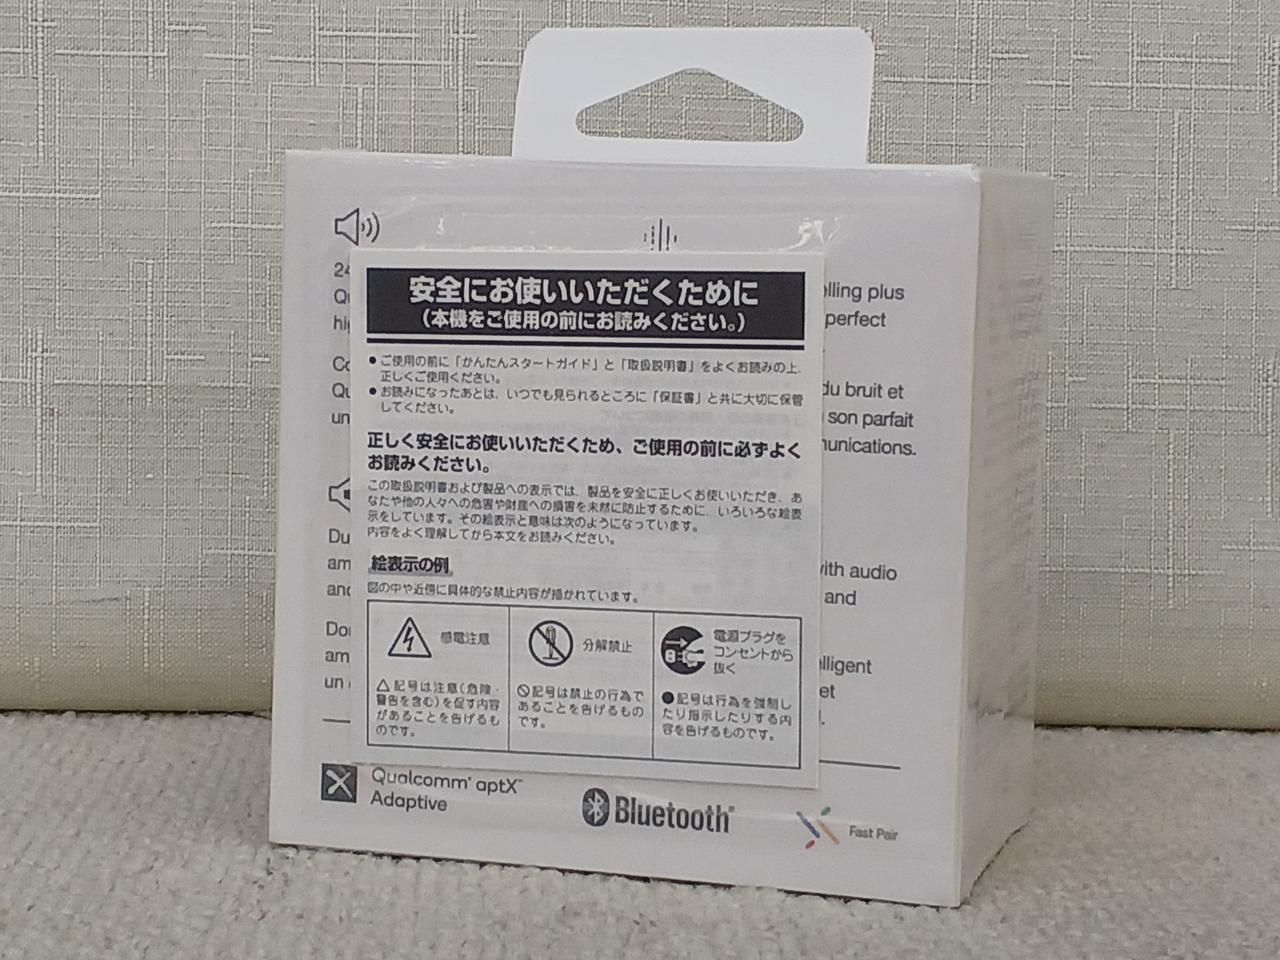 24
elling plus
perfect
hig
du bruit et
son parfait
un
nunications.
安全にお使いいただくために
(本機をご使用の前にお読みください。)
●ご使用の前に「かんたんスタートガイド」と「取扱説明書」をよくお読みの上、
正しくご使用ください。
●お読みになったあとは、いつでも見られるところに「保証書」と共に大切に保管
してください。
正しく安全にお使いいただくため、ご使用の前に必ずよく
お読みください。
この取扱説明書および製品への表示では、製品を安全に正しくお使いいただき、あ
なたや他の人々への危害や財産への損害を未然に防止するために、いろいろな絵表
示をしています。その絵表示と意味は次のようになっています。
内容をよく理解してから本文をお読みください。
絵表示の例
図の中や近傍に具体的な禁止内容が描かれています。
感電注意
△記号は注意(危険・
警告を含む)を促す内容
があることを告げるも
のです。
分解禁止
記号は禁止の行為で
あることを告げるもの
です。
電源プラグを
コンセントから
抜く
●記号は行為を強制し
たり指示したりする内
容を告げるものです。
Du
am
with audio
and
and
Do
am
elligent
un
et
Qualcomm® aptX™
Adaptive
Bluetooth®
Fast Pair